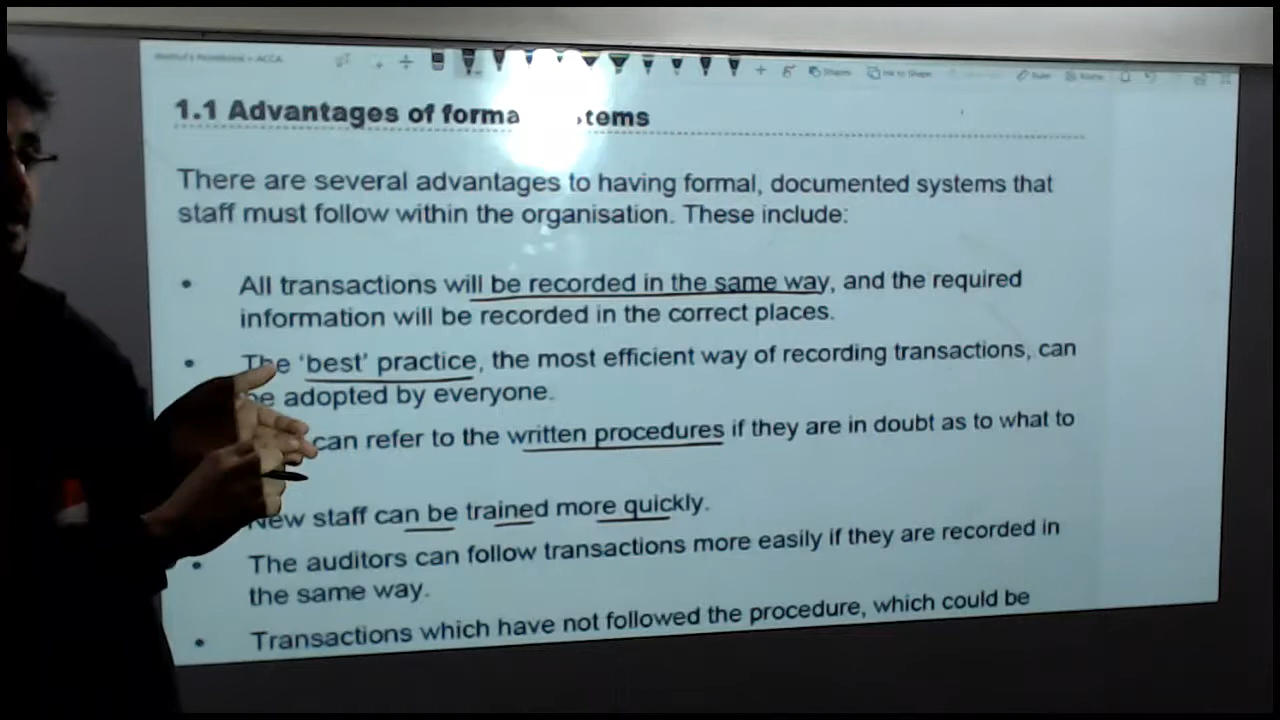 1.1 Advantages of forma tems
There are several advantages to having formal, documented systems that
staff must follow within the organisation. These include:
• All transactions will be recorded in the same way, and the required
information will be recorded in the correct places.
• The ‘best’ practice, the most efficient way of recording transactions, can
be adopted by everyone.
can refer to the written procedures if they are in doubt as to what to
New staff can be trained more quickly.
• The auditors can follow transactions more easily if they are recorded in
the same way.
• Transactions which have not followed the procedure, which could be